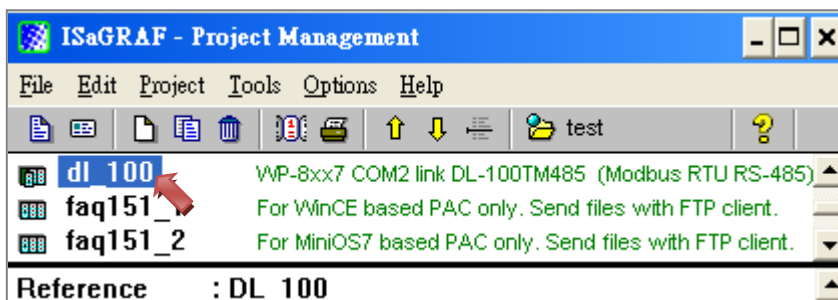 ISaGRAF - Project Management
File Edit Project Tools Options Help
test
dl_100 WP-8xx7 COM2 link DL-100TM485 (Modbus RTU RS-485)
faq151_1 For WinCE based PAC only. Send files with FTP client.
faq151_2 For MiniOS7 based PAC only. Send files with FTP client.
Reference : DL_100